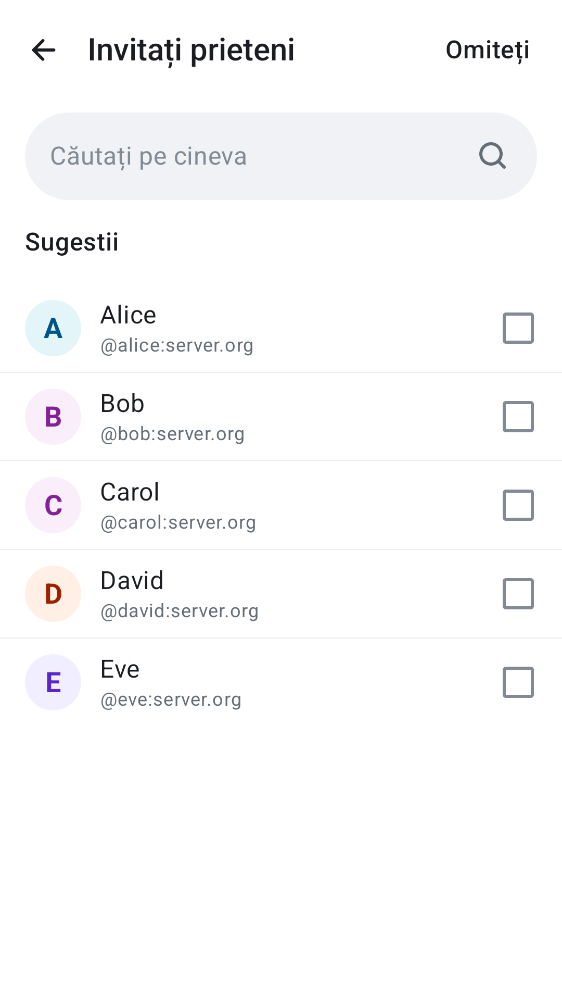 Invitați prieteni
Omiteți
Căutați pe cineva
Sugestii
A
Alice
@alice:server.org
B
Bob
@bob:server.org
C
Carol
@carol:server.org
D
David
@david:server.org
E
Eve
@eve:server.org